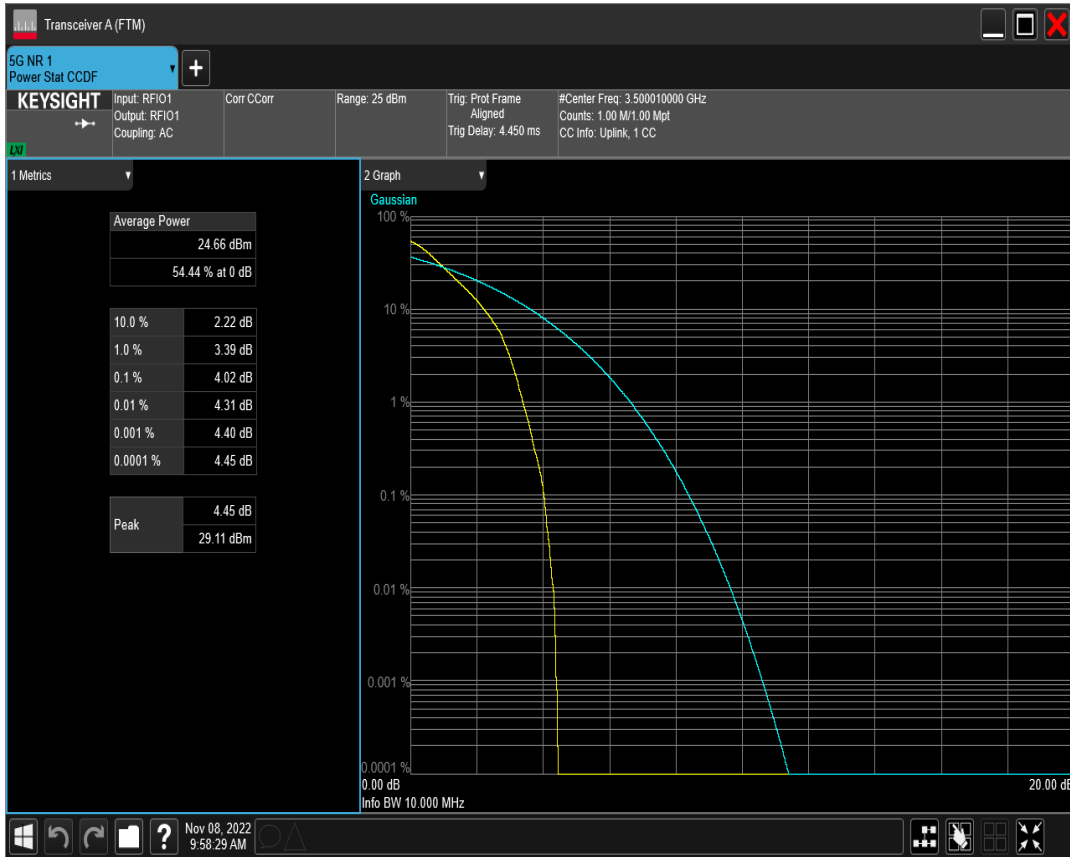 Transceiver A (FTM)
5G NR 1
Power Stat CCDF
+
KEYSIGHT
LXI
Input: RFIO1
Output: RFIO1
Coupling: AC
Corr CCorr
Range: 25 dBm
Trig: Prot Frame
Aligned
Trig Delay: 4.450 ms
#Center Freq: 3.500010000 GHz
Counts: 1.00 M/1.00 Mpt
CC Info: Uplink, 1 CC
1 Metrics
Average Power
24.66 dBm
54.44 % at 0 dB
10.0 % 2.22 dB
1.0 % 3.39 dB
0.1 % 4.02 dB
0.01 % 4.31 dB
0.001 % 4.40 dB
0.0001 % 4.45 dB
Peak 4.45 dB
29.11 dBm
2 Graph
Gaussian
100 %
10 %
1 %
0.1 %
0.01 %
0.001 %
0.0001 %
0.00 dB 20.00 dB
Info BW 10.000 MHz
?
Nov 08, 2022
9:58:29 AM